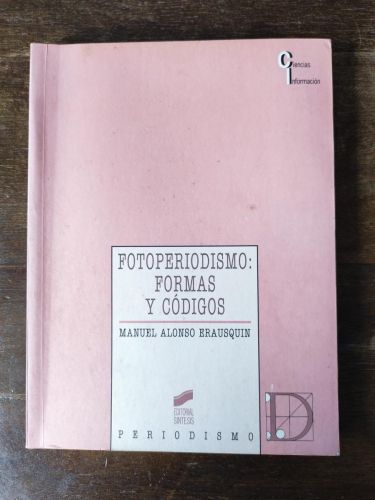 Ciencias
Información
FOTOPERIODISMO:
FORMAS
Y CÓDIGOS
MANUEL ALONSO ERAUSQUIN
EDITORIAL
SINTESIS
PERIODISMO
D